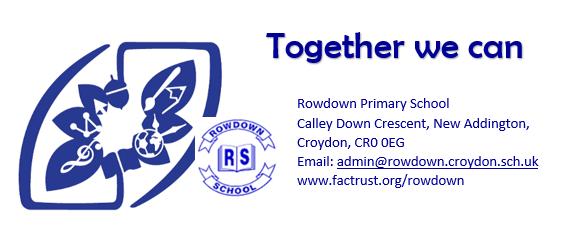 Together we can
Rowdown Primary School
Calley Down Crescent, New Addington,
Croydon, CR0 0EG
Email: admin@rowdown.croydon.sch.uk
www.factrust.org/rowdown
ROWDOWN
R S
SCHOOL